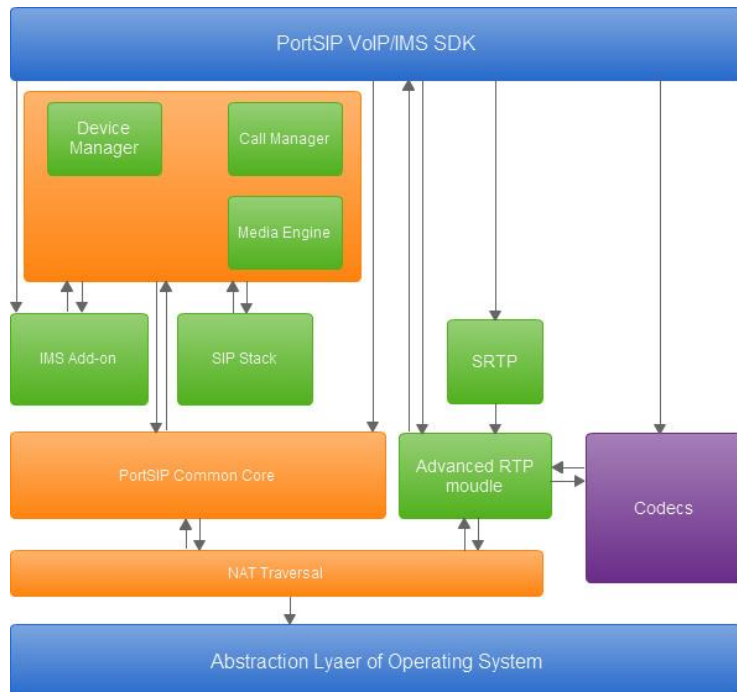 PortSIP VoIP/IMS SDK
Device
Manager
Call Manager
Media Engine
IMS Add-on
SIP Stack
SRTP
PortSIP Common Core
Advanced RTP
moudle
Codecs
NAT Traversal
Abstraction Lyaer of Operating System